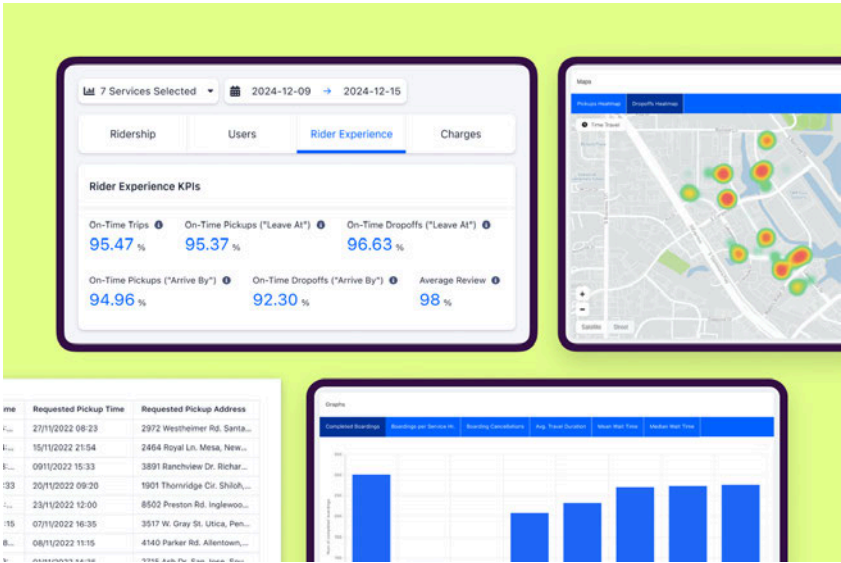 7 Services Selected
2024-12-09 → 2024-12-15
Ridership Users Rider Experience Charges
Rider Experience KPIs
On-Time Trips On-Time Pickups ("Leave At") On-Time Dropoffs ("Leave At")
95.47 % 95.37 % 96.63 %
On-Time Pickups ("Arrive By") On-Time Dropoffs ("Arrive By") Average Review
94.96 % 92.30 % 98 %
Maps
Pickups Heatmap Dropoffs Heatmap
Time Travel
+
−
Satellite Street
me Requested Pickup Time Requested Pickup Address
27/11/2022 08:23 2972 Westheimer Rd. Santa...
15/11/2022 21:54 2464 Royal Ln. Mesa, New...
0911/2022 15:33 3891 Ranchview Dr. Richar...
:33 20/11/2022 09:20 1901 Thornridge Cir. Shiloh,...
23/11/2022 12:00 8502 Preston Rd. Inglewoo...
:15 07/11/2022 16:35 3517 W. Gray St. Utica, Pen...
08/11/2022 11:15 4140 Parker Rd. Allentown,...
Graphs
Completed Boardings Boardings per Service Hr. Boarding Cancellations Avg. Travel Duration Mean Wait Time Median Wait Time